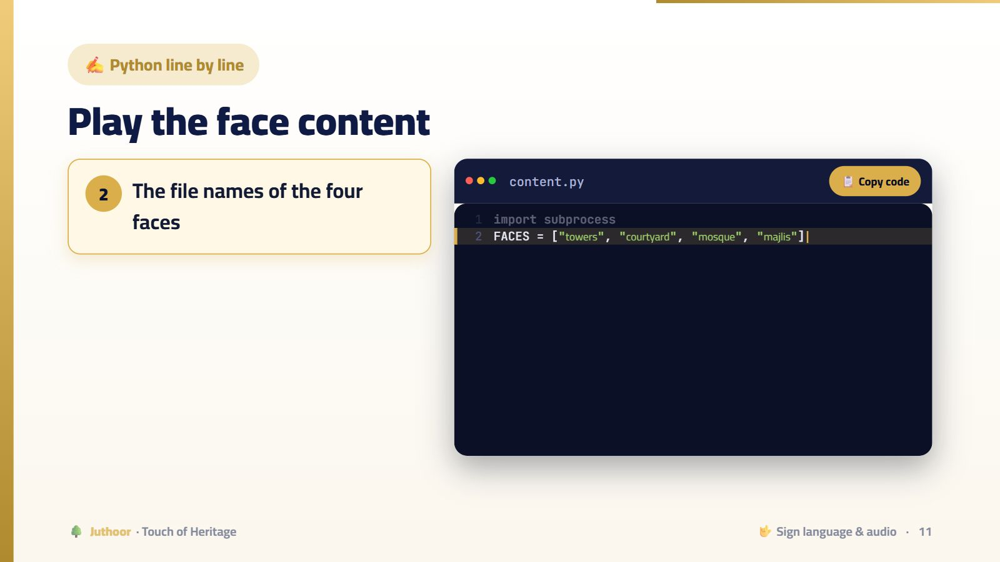 ✍️ Python line by line
Play the face content
2 The file names of the four
faces
content.py
📋 Copy code
1 import subprocess
2 FACES = ["towers", "courtyard", "mosque", "majlis"]|
🌳 Juthoor · Touch of Heritage
🤟 Sign language & audio · 11